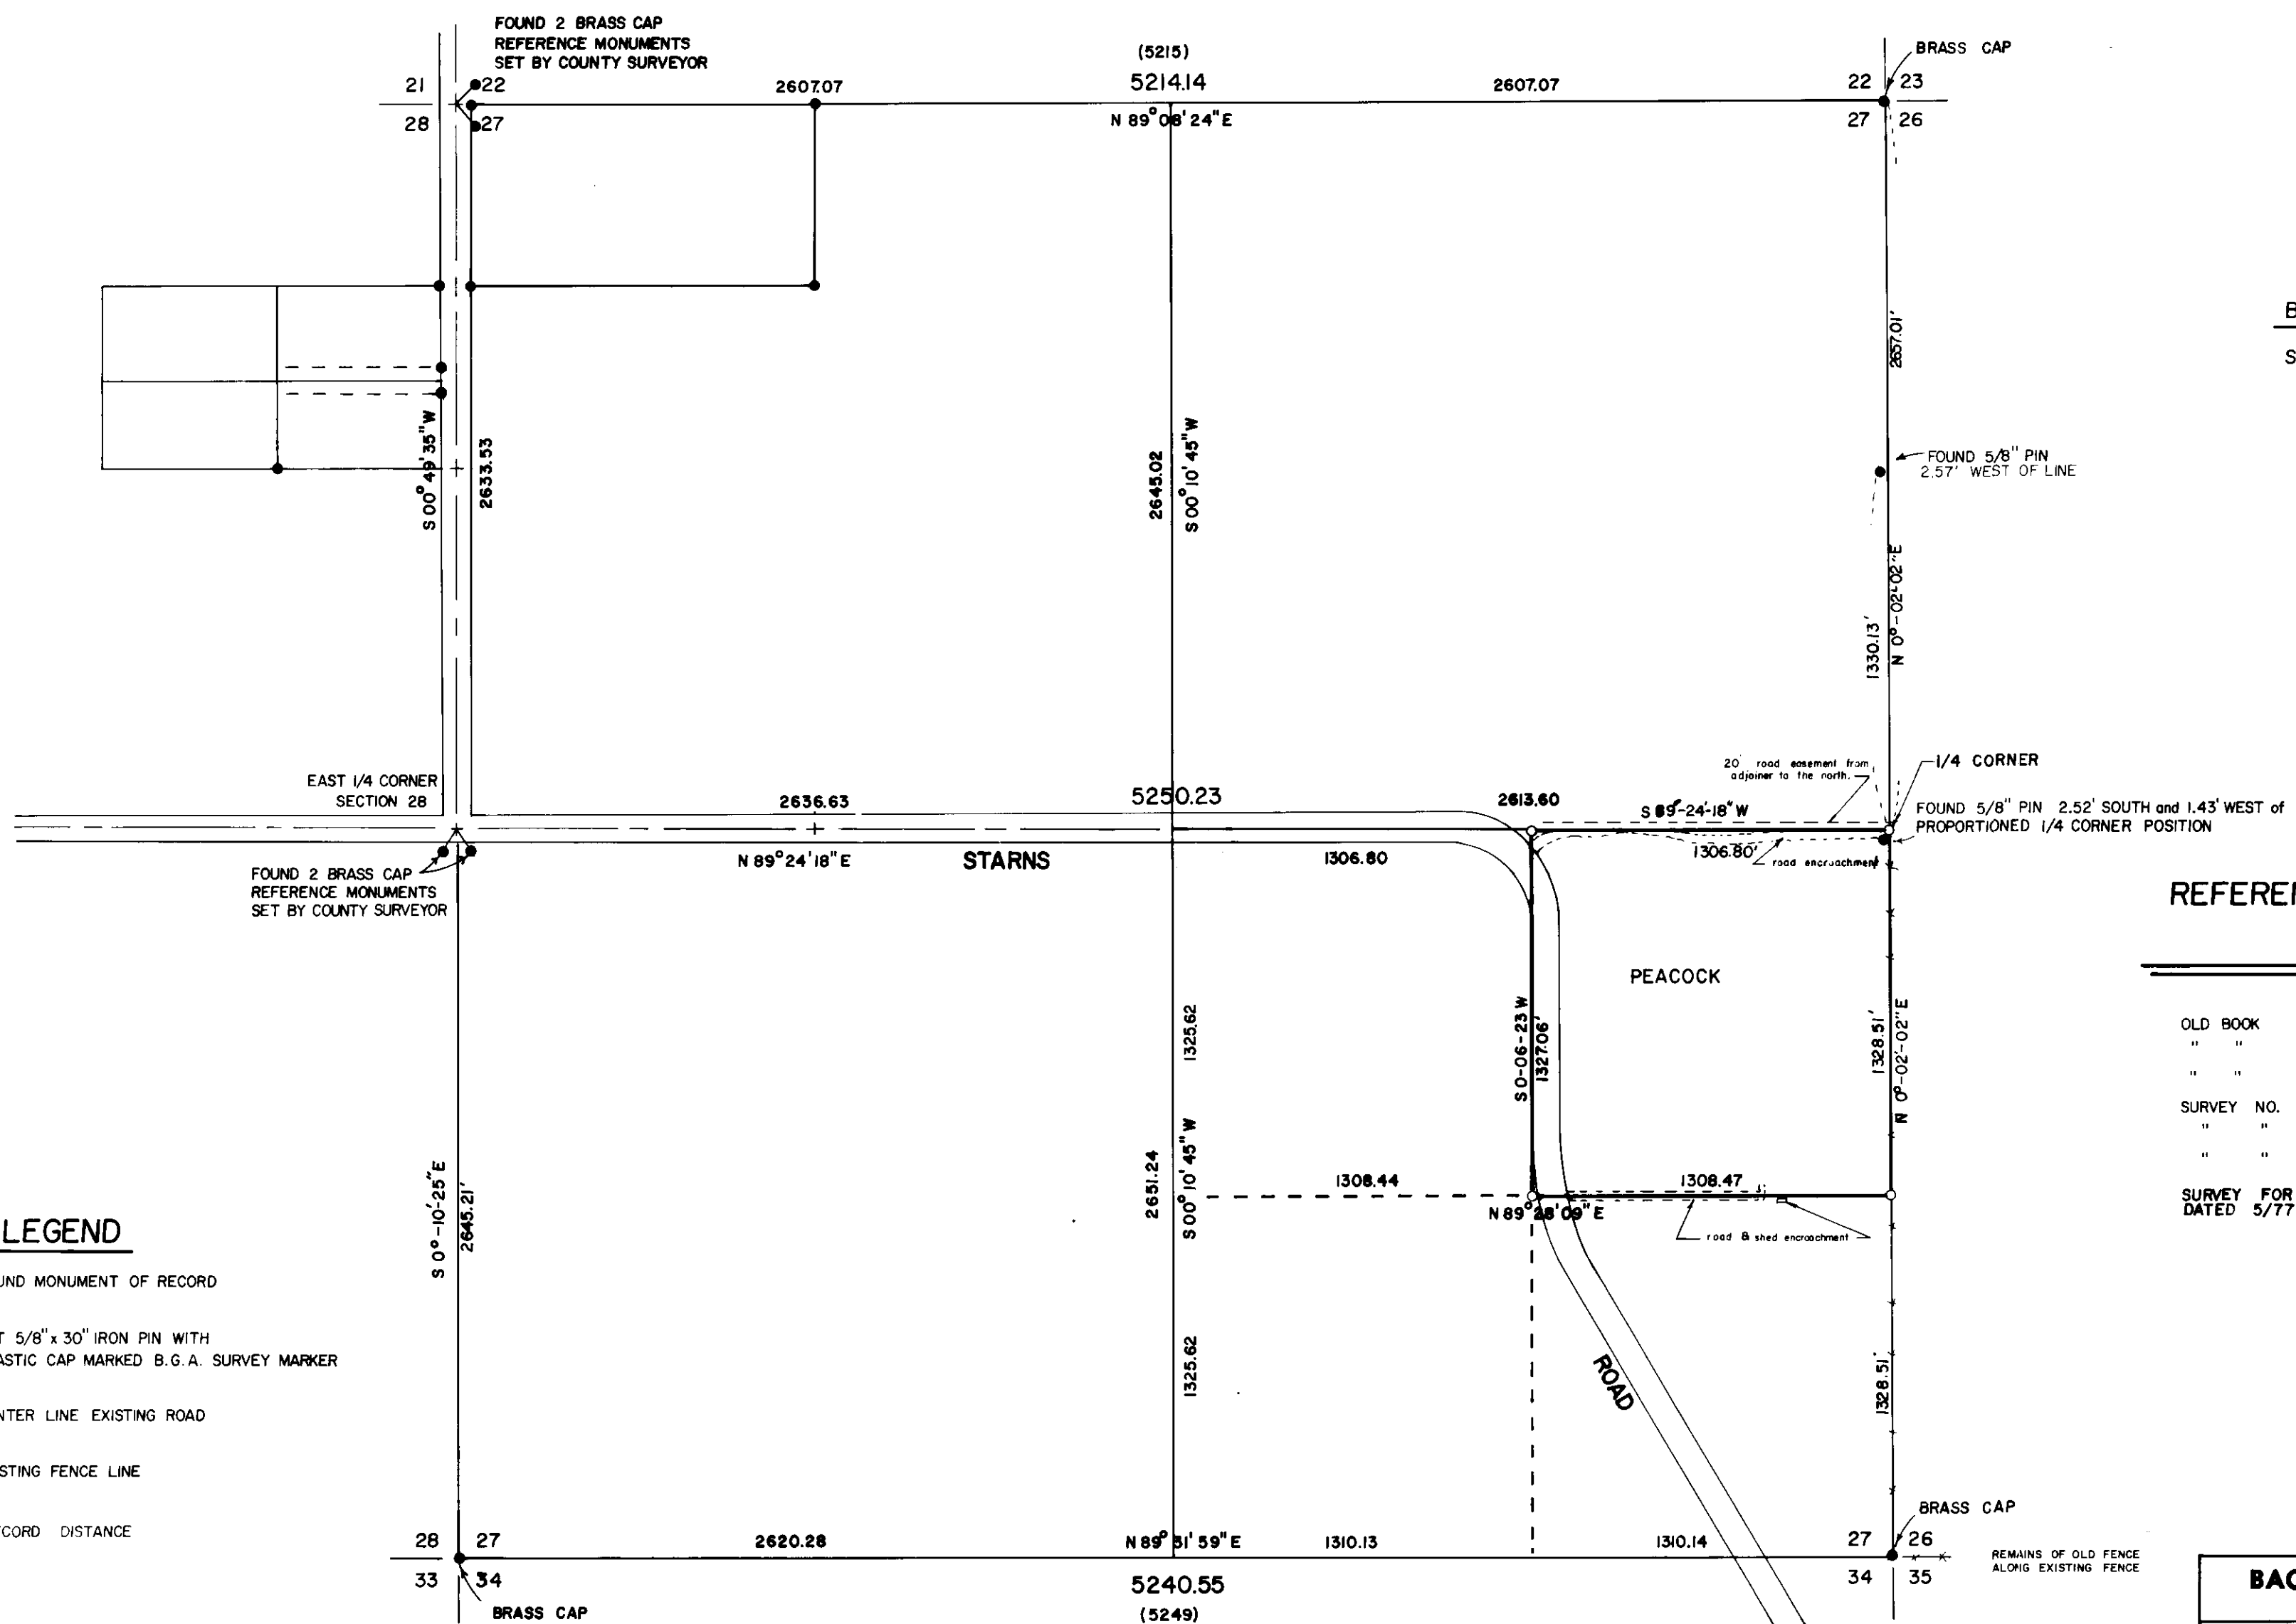 FOUND 2 BRASS CAP
REFERENCE MONUMENTS
SET BY COUNTY SURVEYOR
(5215)
5214.14
N 89°08'24"E
2607.07
2607.07
BRASS CAP
21
22
28
27
22
23
27
26
S 00°49'35"W
2633.53
2645.02
S 00°10'45"W
2657.01'
B
S
FOUND 5/8" PIN
2.57' WEST OF LINE
N 0°-02'-02"E
1330.13'
EAST 1/4 CORNER
SECTION 28
2636.63
5250.23
2613.60
20' road easement from
adjoiner to the north.
1/4 CORNER
S 89°-24'-18"W
FOUND 5/8" PIN 2.52' SOUTH and 1.43' WEST of
PROPORTIONED 1/4 CORNER POSITION
N 89°24'18"E
STARNS
1306.80
1306.80'
road encroachment
FOUND 2 BRASS CAP
REFERENCE MONUMENTS
SET BY COUNTY SURVEYOR
PEACOCK
1325.62
S 0-06-23 W
1327.06'
1328.51'
N 0°-02'-02"E
REFERE
OLD BOOK
" "
" "
SURVEY NO.
" "
" "
SURVEY FOR
DATED 5/77
S 0°-10'-25"E
2645.21'
2651.24
S 00°10'45"W
1308.44
1308.47
N 89°28'09"E
road & shed encroachment
1325.62
ROAD
1328.51'
LEGEND
UND MONUMENT OF RECORD
T 5/8"x 30" IRON PIN WITH
ASTIC CAP MARKED B.G.A. SURVEY MARKER
NTER LINE EXISTING ROAD
STING FENCE LINE
CORD DISTANCE
28
27
33
34
BRASS CAP
2620.28
N 89°31'59"E
1310.13
1310.14
5240.55
(5249)
BRASS CAP
27
26
34
35
REMAINS OF OLD FENCE
ALONG EXISTING FENCE
BAC